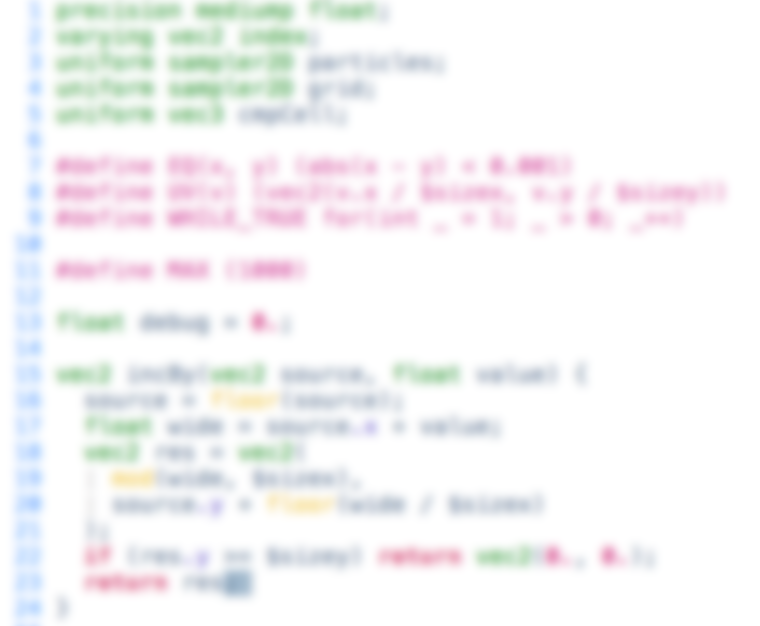 1 precision mediump float;
2 varying vec2 index;
3 uniform sampler2D particles;
4 uniform sampler2D grid;
5 uniform vec3 cmpCell;
6
7 #define EQ(x, y) (abs(x - y) < 0.001)
8 #define UV(v) (vec2(v.x / $sizex, v.y / $sizey))
9 #define WHILE_TRUE for(int _ = 1; _ > 0; _++)
10
11 #define MAX (1000)
12
13 float debug = 0.;
14
15 vec2 incBy(vec2 source, float value) {
16 source = floor(source);
17 float wide = source.x + value;
18 vec2 res = vec2(
19 mod(wide, $sizex),
20 source.y + floor(wide / $sizex)
21 );
22 if (res.y == $sizey) return vec2(0., 0.);
23 return res
24 }